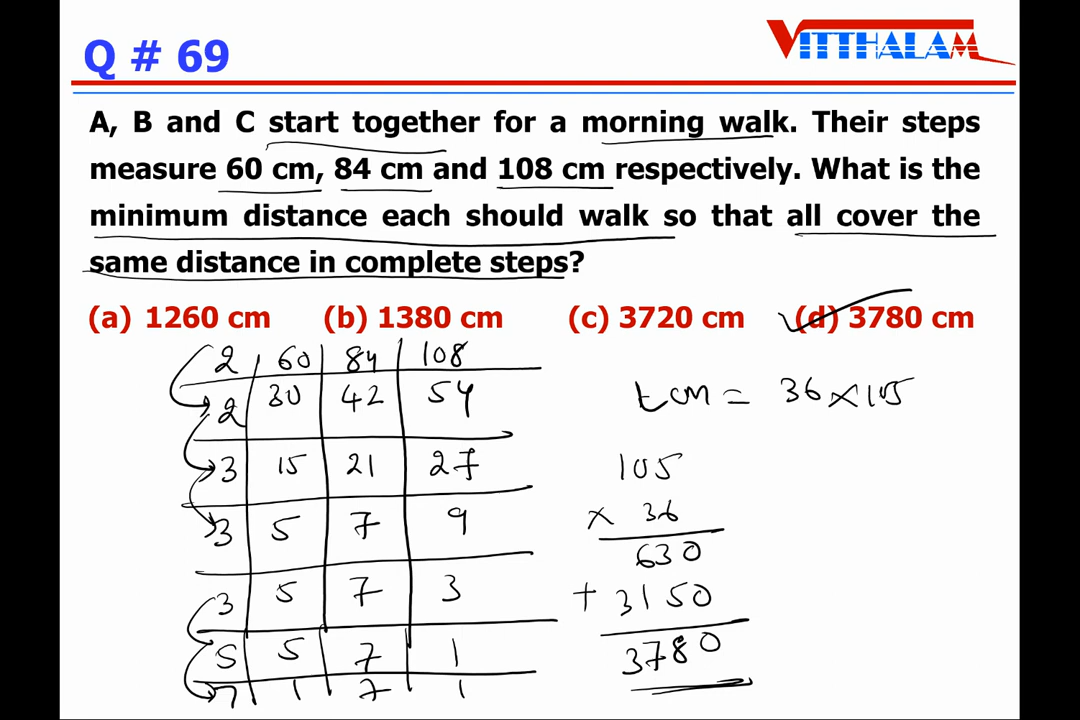 Q # 69
VITTHALAM
A, B and C start together for a morning walk. Their steps
measure 60 cm, 84 cm and 108 cm respectively. What is the
minimum distance each should walk so that all cover the
same distance in complete steps?
(a) 1260 cm (b) 1380 cm (c) 3720 cm (d) 3780 cm
2 60 84 108
2 30 42 54
3 15 21 27
3 5 7 9
3 5 7 3
5 5 7 1
7 1 7 1
LCM = 36 × 105
105
× 36
630
+ 3150
3780